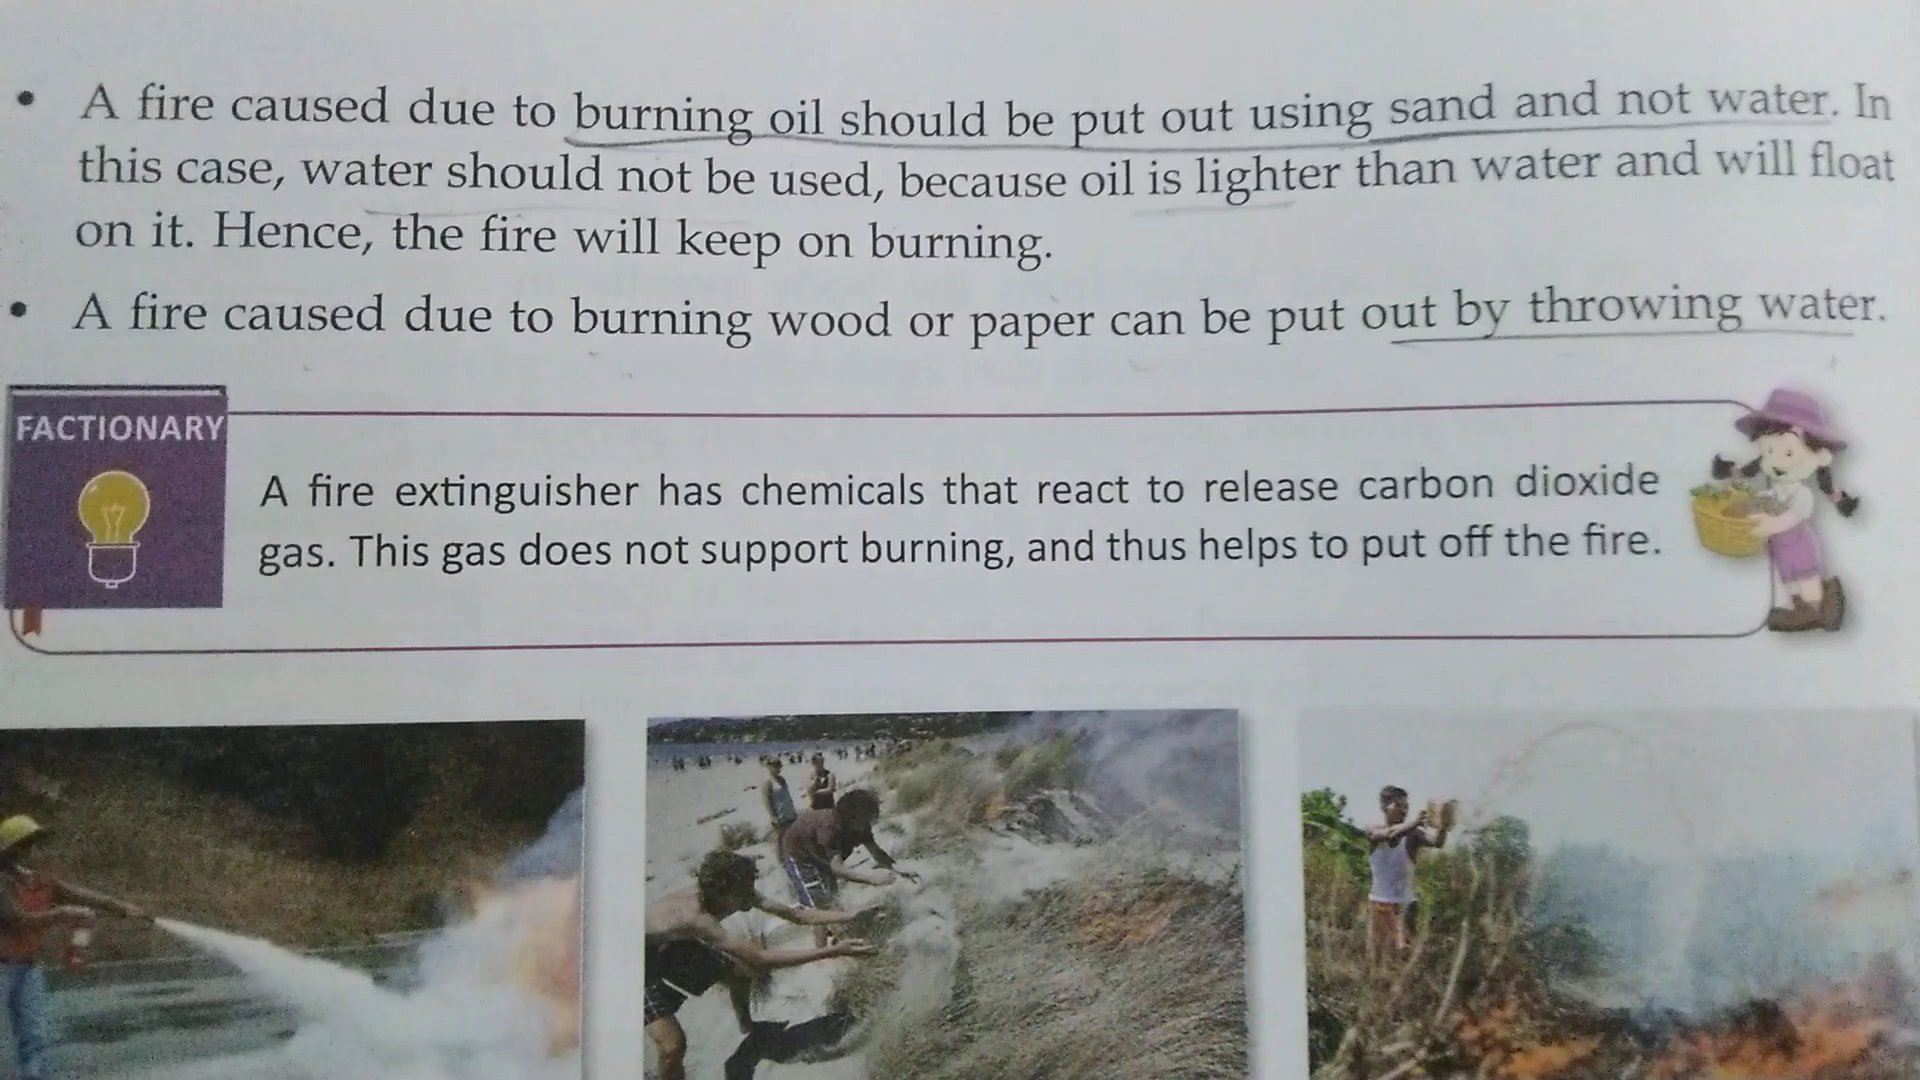 • A fire caused due to burning oil should be put out using sand and not water. In
this case, water should not be used, because oil is lighter than water and will float
on it. Hence, the fire will keep on burning.
• A fire caused due to burning wood or paper can be put out by throwing water.
FACTIONARY
A fire extinguisher has chemicals that react to release carbon dioxide
gas. This gas does not support burning, and thus helps to put off the fire.